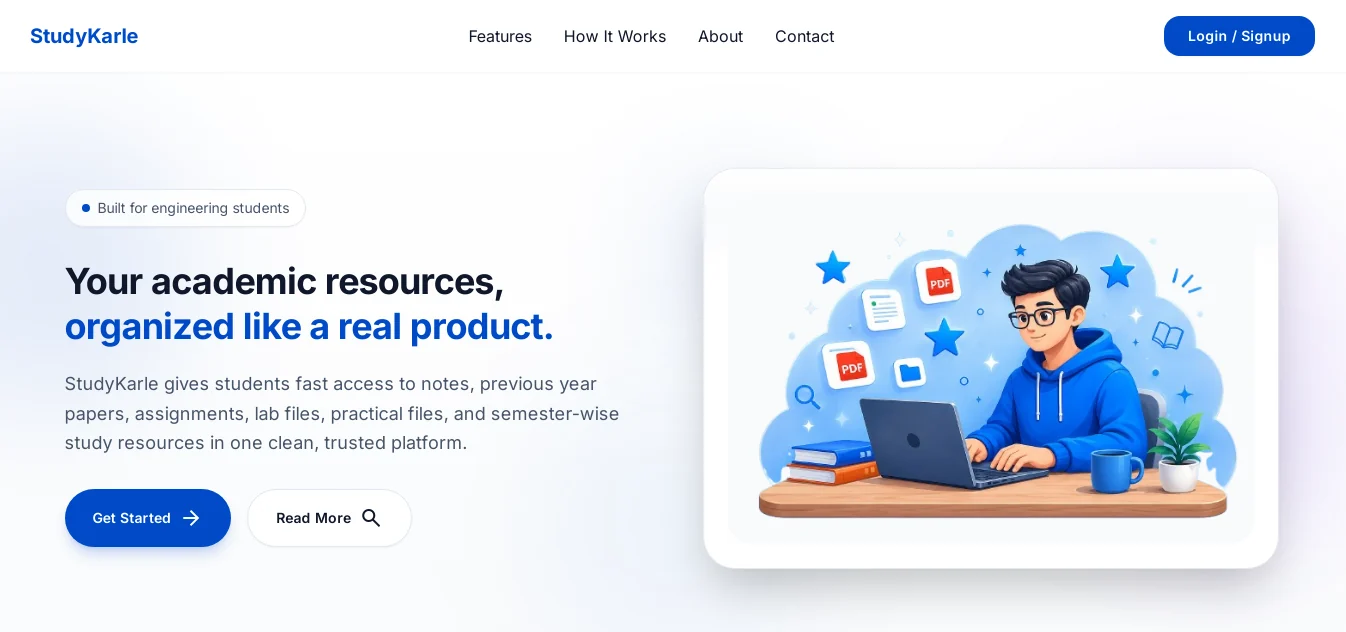 StudyKarle
Features
How It Works
About
Contact
Login / Signup
Built for engineering students
Your academic resources,
organized like a real product.
StudyKarle gives students fast access to notes, previous year
papers, assignments, lab files, practical files, and semester-wise
study resources in one clean, trusted platform.
Get Started
Read More
PDF
PDF